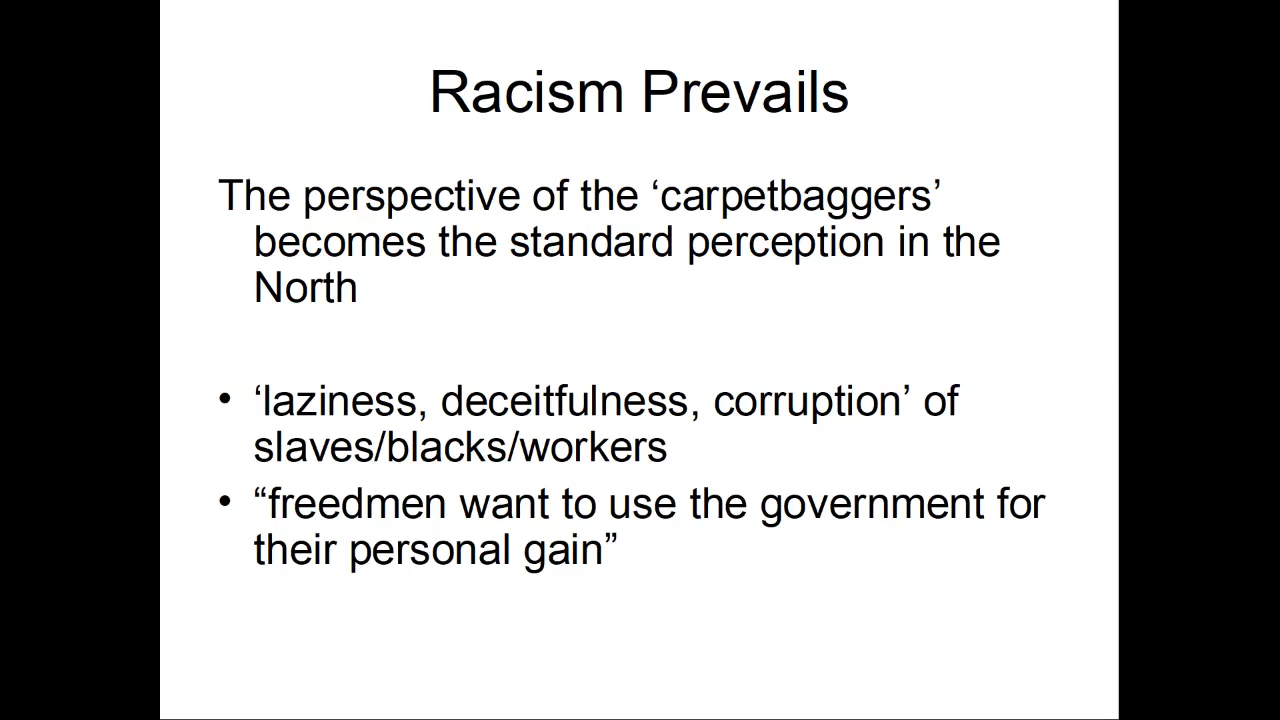 Racism Prevails
The perspective of the ‘carpetbaggers’
becomes the standard perception in the
North
• ‘laziness, deceitfulness, corruption’ of
slaves/blacks/workers
• “freedmen want to use the government for
their personal gain”